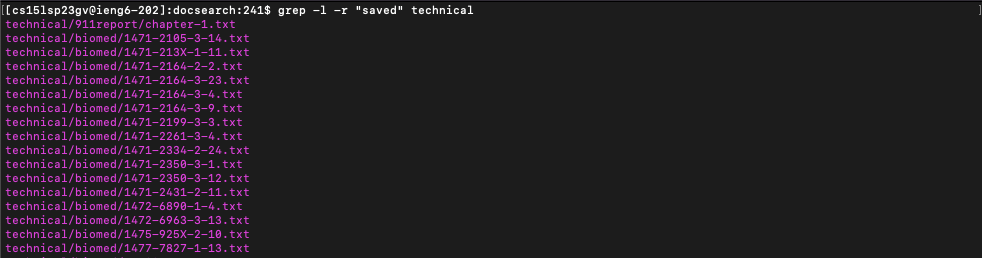 [[cs15lsp23gv@ieng6-202]:docsearch:241$ grep -l -r "saved" technical ]
technical/911report/chapter-1.txt
technical/biomed/1471-2105-3-14.txt
technical/biomed/1471-213X-1-11.txt
technical/biomed/1471-2164-2-2.txt
technical/biomed/1471-2164-3-23.txt
technical/biomed/1471-2164-3-4.txt
technical/biomed/1471-2164-3-9.txt
technical/biomed/1471-2199-3-3.txt
technical/biomed/1471-2261-3-4.txt
technical/biomed/1471-2334-2-24.txt
technical/biomed/1471-2350-3-1.txt
technical/biomed/1471-2350-3-12.txt
technical/biomed/1471-2431-2-11.txt
technical/biomed/1472-6890-1-4.txt
technical/biomed/1472-6963-3-13.txt
technical/biomed/1475-925X-2-10.txt
technical/biomed/1477-7827-1-13.txt